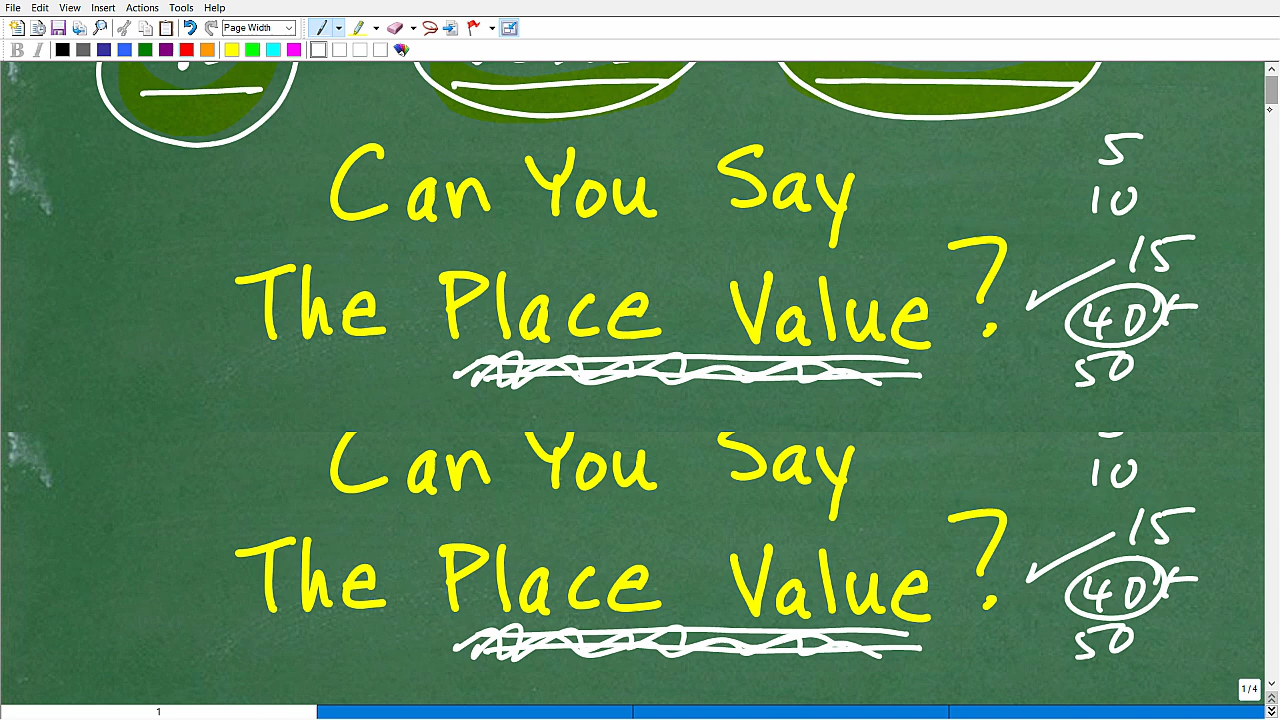 File Edit View Insert Actions Tools Help
Page Width
B I
Can You Say
The Place Value?
5
10
15
40
50
Can You Say
The Place Value?
10
15
40
50
1/4
1